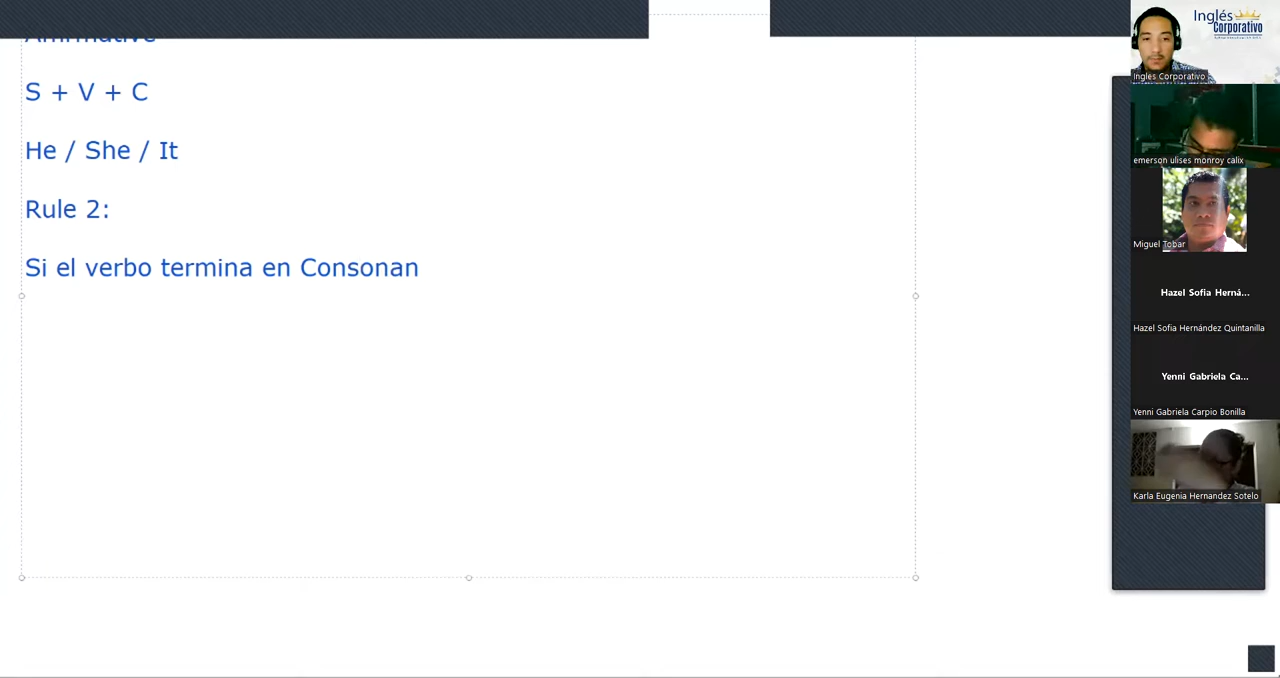 Affirmative
S + V + C
He / She / It
Rule 2:
Si el verbo termina en Consonan
Inglés
Corporativo
Ingles Corporativo
emerson ulises monroy calix
Miguel Tobar
Hazel Sofia Herná...
Hazel Sofia Hernández Quintanilla
Yenni Gabriela Ca...
Yenni Gabriela Carpio Bonilla
Karla Eugenia Hernandez Sotelo